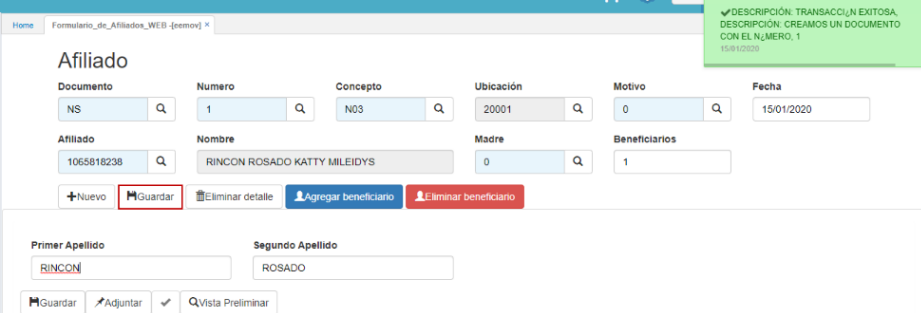 Home Formulario_de_Afiliados_WEB -[eemov] ×
✔DESCRIPCIÓN: TRANSACCI¿N EXITOSA,
DESCRIPCIÓN: CREAMOS UN DOCUMENTO
CON EL N¿MERO, 1
15/01/2020
Afiliado
Documento Numero Concepto Ubicación Motivo Fecha
NS 1 N03 20001 0 15/01/2020
Afiliado Nombre Madre Beneficiarios
1065818238 RINCON ROSADO KATTY MILEIDYS 0 1
Nuevo Guardar Eliminar detalle Agregar beneficiario Eliminar beneficiario
Primer Apellido Segundo Apellido
RINCON ROSADO
Guardar Adjuntar Vista Preliminar